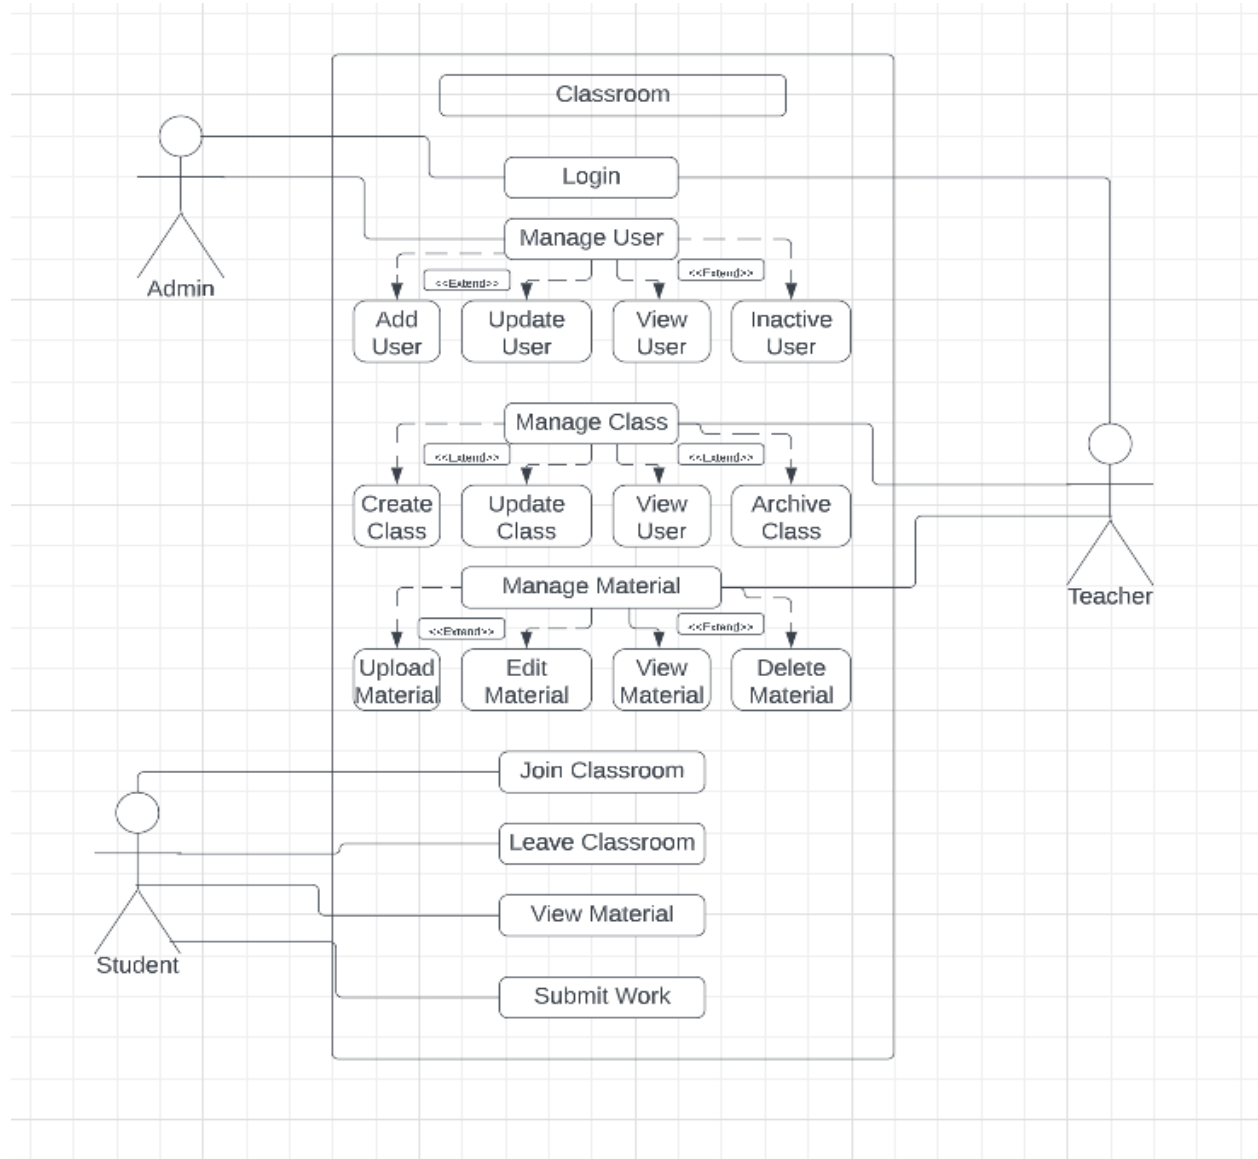 Classroom
Login
Manage User
<<Extend>>
<<Extend>>
Admin
Add
User
Update
User
View
User
Inactive
User
Manage Class
<<Extend>>
<<Extend>>
Create
Class
Update
Class
View
User
Archive
Class
Teacher
Manage Material
<<Extend>>
<<Extend>>
Upload
Material
Edit
Material
View
Material
Delete
Material
Join Classroom
Leave Classroom
View Material
Student
Submit Work